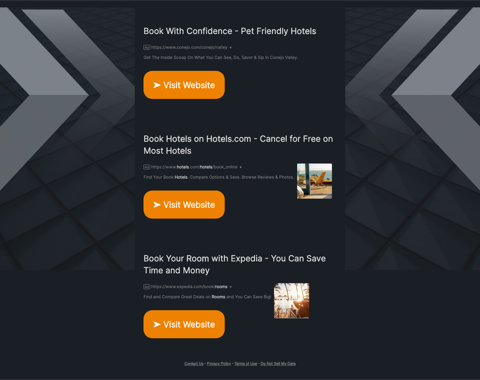 Book With Confidence - Pet Friendly Hotels
Ad https://www.conejo.com/conejo/valley
Get The Inside Scoop On What You Can See, Do, Savor & Sip In Conejo Valley.
➤ Visit Website
Book Hotels on Hotels.com - Cancel for Free on
Most Hotels
Ad https://www.hotels.com/hotels/book_online
Find Your Book Hotels. Compare Options & Save. Browse Reviews & Photos.
➤ Visit Website
Book Your Room with Expedia - You Can Save
Time and Money
Ad https://www.expedia.com/book/rooms
Find and Compare Great Deals on Rooms and You Can Save Big!
➤ Visit Website
Contact Us - Privacy Policy - Terms of Use - Do Not Sell My Data